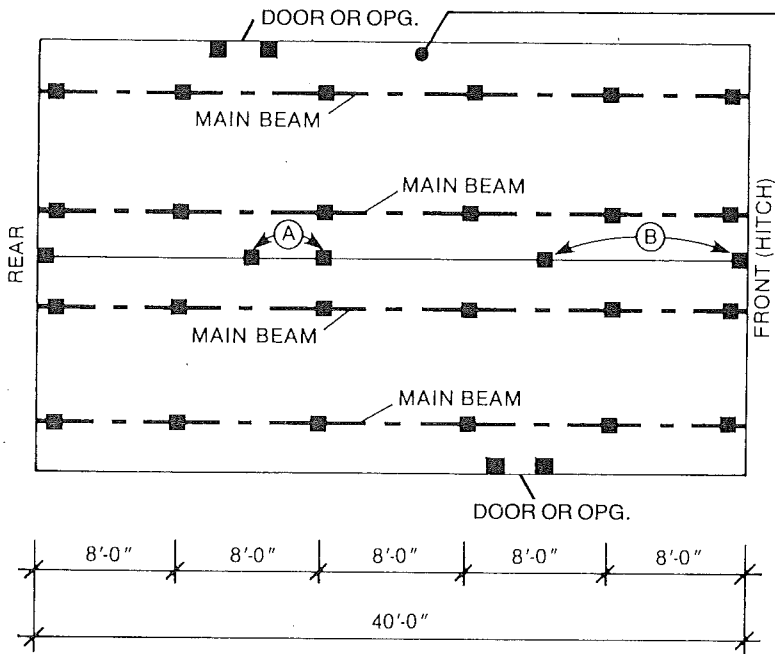 DOOR OR OPG.
MAIN BEAM
MAIN BEAM
A
B
REAR
FRONT (HITCH)
MAIN BEAM
MAIN BEAM
DOOR OR OPG.
8'-0" 8'-0" 8'-0" 8'-0" 8'-0"
40'-0"